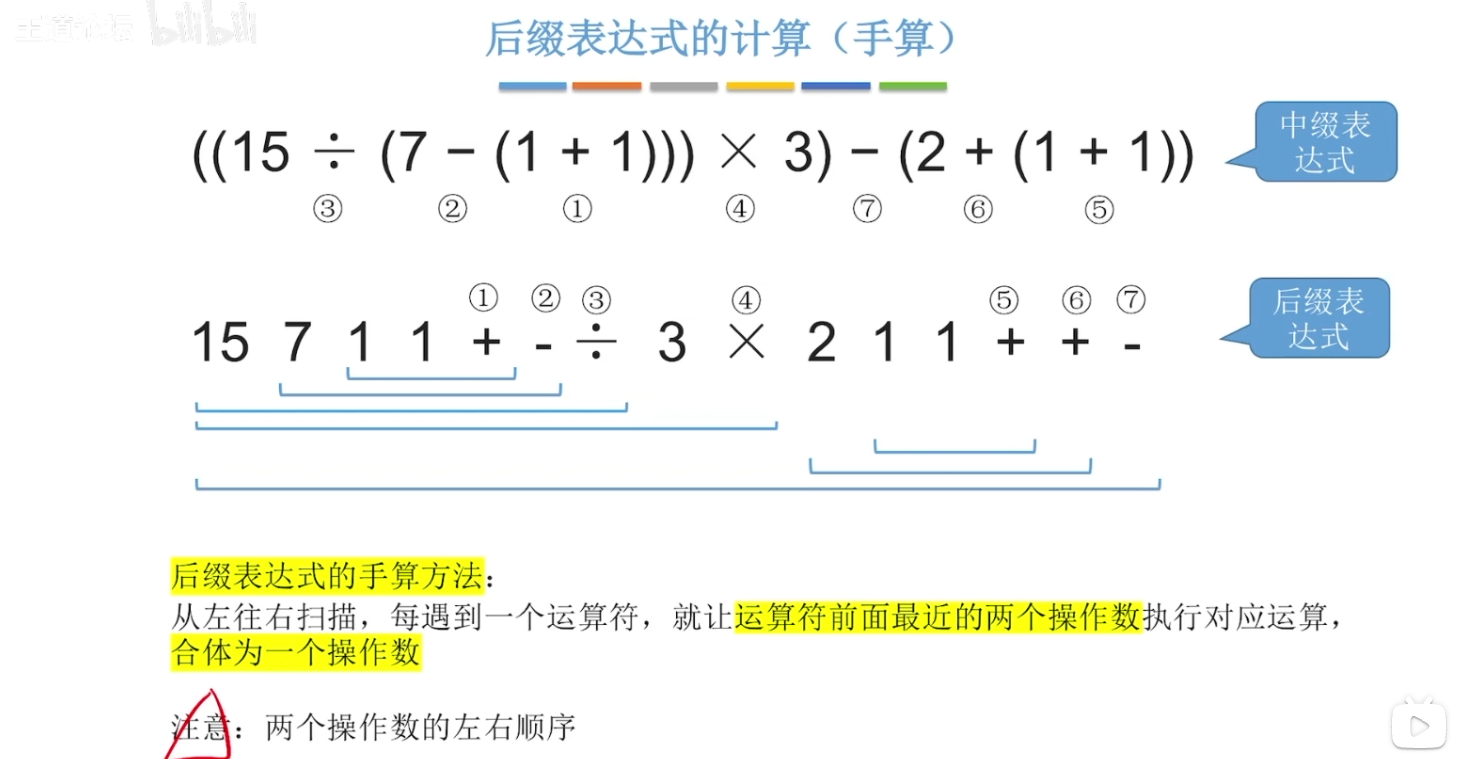 王道论坛 bilibili
后缀表达式的计算（手算）
((15 ÷ (7 − (1 + 1))) × 3) − (2 + (1 + 1))
中缀表
达式
③ ② ① ④ ⑦ ⑥ ⑤
① ② ③ ④ ⑤ ⑥ ⑦
15 7 1 1 + - ÷ 3 × 2 1 1 + + -
后缀表
达式
后缀表达式的手算方法：
从左往右扫描，每遇到一个运算符，就让运算符前面最近的两个操作数执行对应运算，
合体为一个操作数
注意：两个操作数的左右顺序